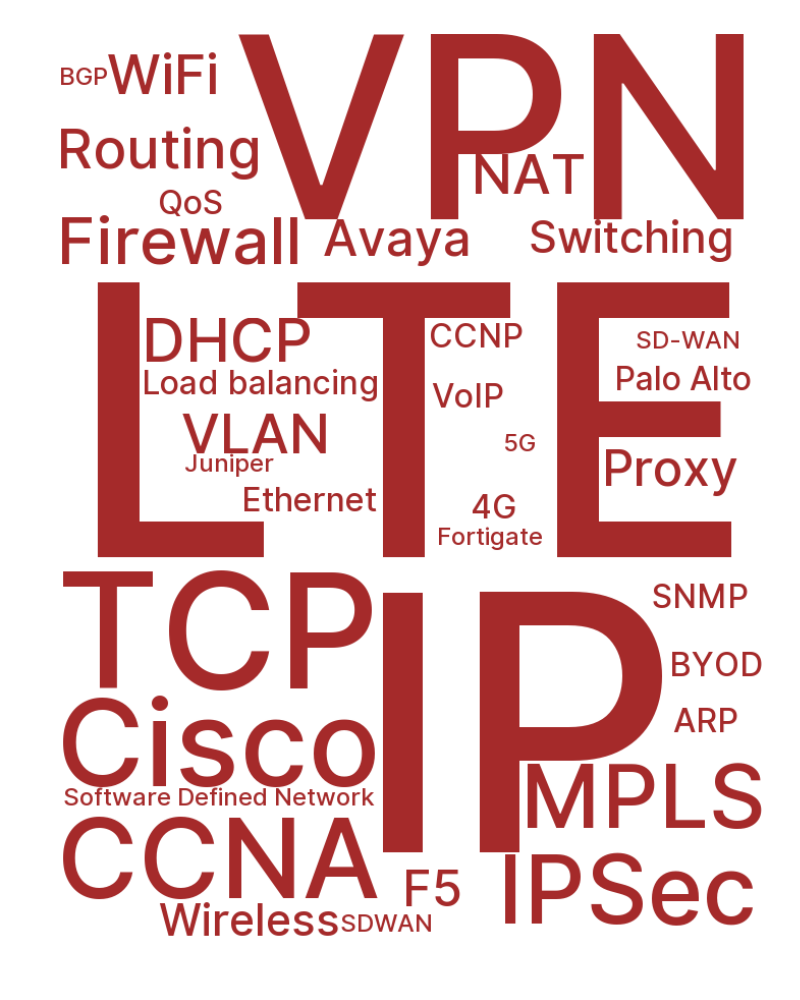 VPN
BGP
WiFi
Routing
NAT
QoS
Firewall
Avaya
Switching
LTE
DHCP
CCNP
SD-WAN
Load balancing
VoIP
Palo Alto
VLAN
5G
Juniper
Proxy
Ethernet
4G
Fortigate
TCP
IP
SNMP
BYOD
Cisco
ARP
Software Defined Network
MPLS
CCNA
F5
IPSec
Wireless
SDWAN